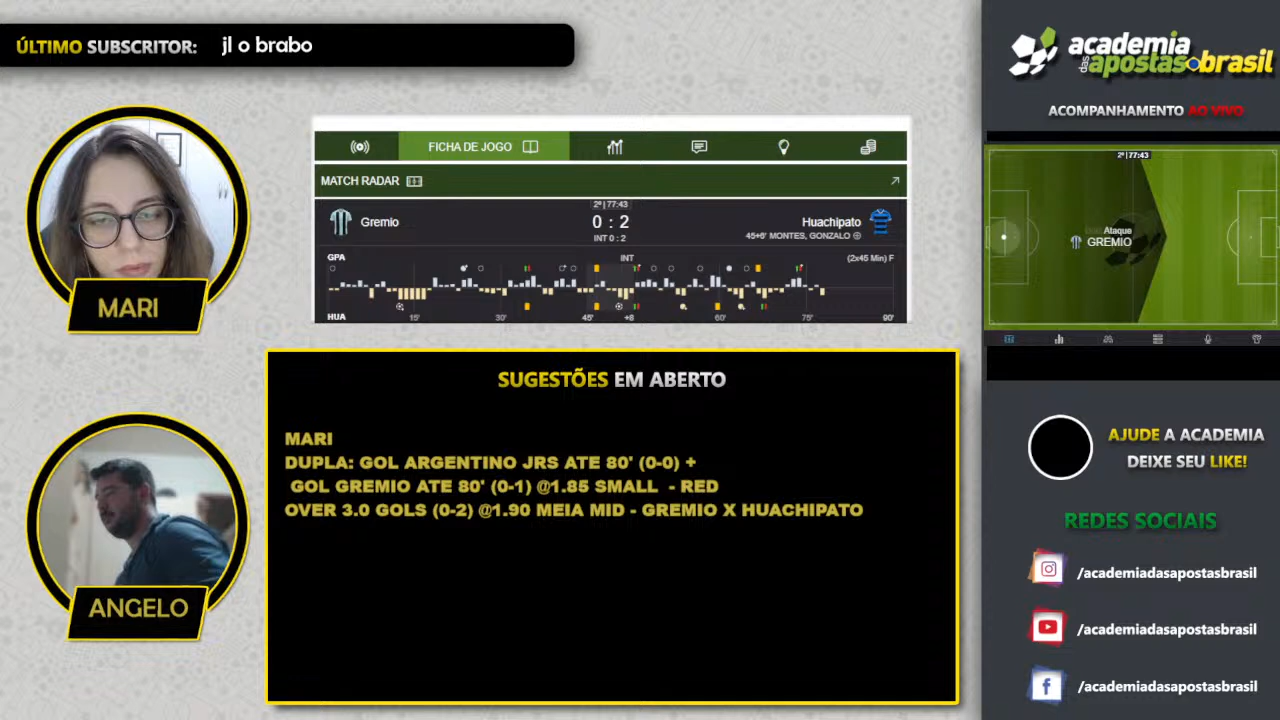 ÚLTIMO SUBSCRITOR: jl o brabo
academia
das apostas brasil
ACOMPANHAMENTO AO VIVO
MARI
FICHA DE JOGO
MATCH RADAR
2º | 77:43
Gremio
0 : 2
Huachipato
INT 0 : 2
45+6' MONTES, GONZALO
GPA
INT
(2x45 Min) F
HUA
15'
30'
45'
+8
60'
75'
90'
2º | 77:43
Ataque
GREMIO
SUGESTÕES EM ABERTO
MARI
DUPLA: GOL ARGENTINO JRS ATE 80' (0-0) +
GOL GREMIO ATE 80' (0-1) @1.85 SMALL - RED
OVER 3.0 GOLS (0-2) @1.90 MEIA MID - GREMIO X HUACHIPATO
ANGELO
AJUDE A ACADEMIA
DEIXE SEU LIKE!
REDES SOCIAIS
/academiadasapostasbrasil
/academiadasapostasbrasil
/academiadasapostasbrasil